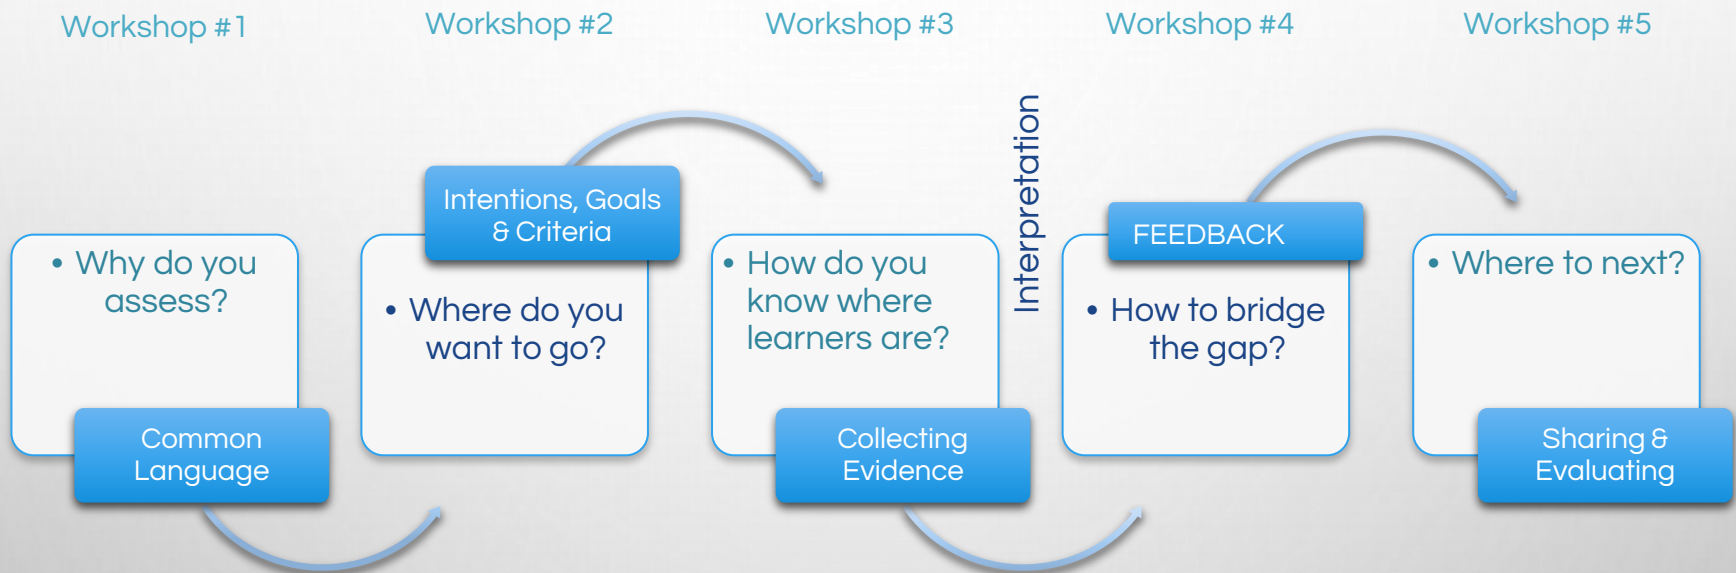 Workshop #1
Workshop #2
Workshop #3
Workshop #4
Workshop #5
• Why do you
assess?
Common
Language
Intentions, Goals
& Criteria
• Where do you
want to go?
• How do you
know where
learners are?
Collecting
Evidence
Interpretation
FEEDBACK
• How to bridge
the gap?
• Where to next?
Sharing &
Evaluating